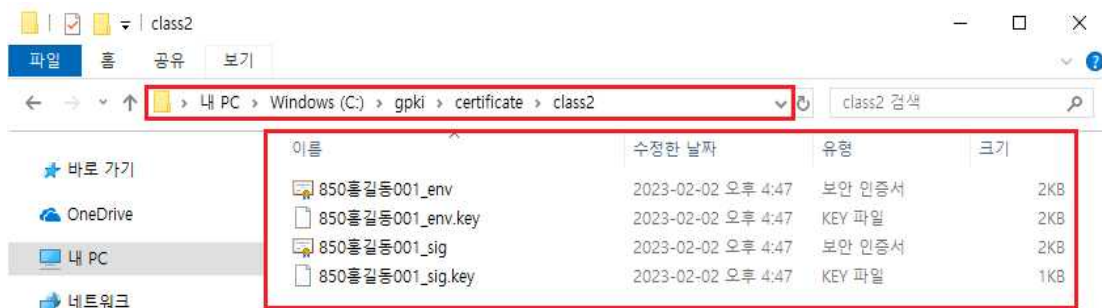 class2
파일 홈 공유 보기
내 PC > Windows (C:) > gpki > certificate > class2 class2 검색
이름 수정한 날짜 유형 크기
바로 가기
850홍길동001_env 2023-02-02 오후 4:47 보안 인증서 2KB
850홍길동001_env.key 2023-02-02 오후 4:47 KEY 파일 2KB
OneDrive
850홍길동001_sig 2023-02-02 오후 4:47 보안 인증서 2KB
내 PC
850홍길동001_sig.key 2023-02-02 오후 4:47 KEY 파일 1KB
네트워크